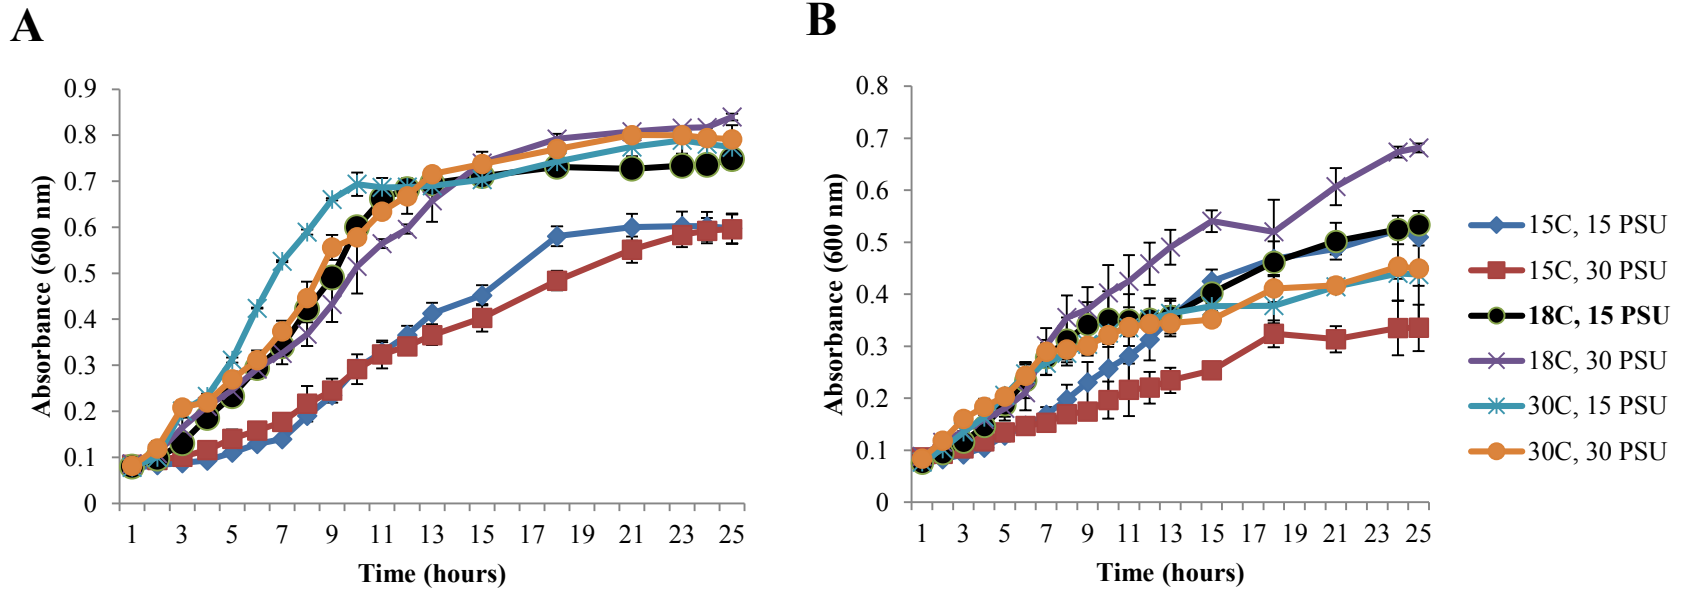 A
Absorbance (600 nm)
0.9
0.8
0.7
0.6
0.5
0.4
0.3
0.2
0.1
0
1 3 5 7 9 11 13 15 17 19 21 23 25
Time (hours)
B
Absorbance (600 nm)
0.8
0.7
0.6
0.5
0.4
0.3
0.2
0.1
0
1 3 5 7 9 11 13 15 17 19 21 23 25
Time (hours)
15C, 15 PSU
15C, 30 PSU
18C, 15 PSU
18C, 30 PSU
30C, 15 PSU
30C, 30 PSU